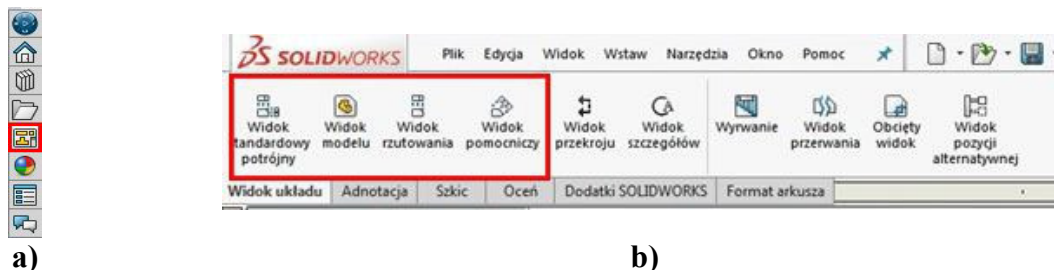 SOLIDWORKS Plik Edycja Widok Wstaw Narzędzia Okno Pomoc
Widok Widok Widok Widok Widok Widok Wyrwanie Widok Obcięty Widok
tandardowy modelu rzutowania pomocniczy przekroju szczegółów przerwania widok pozycji
potrójny alternatywnej
Widok układu Adnotacja Szkic Oceń Dodatki SOLIDWORKS Format arkusza
a) b)